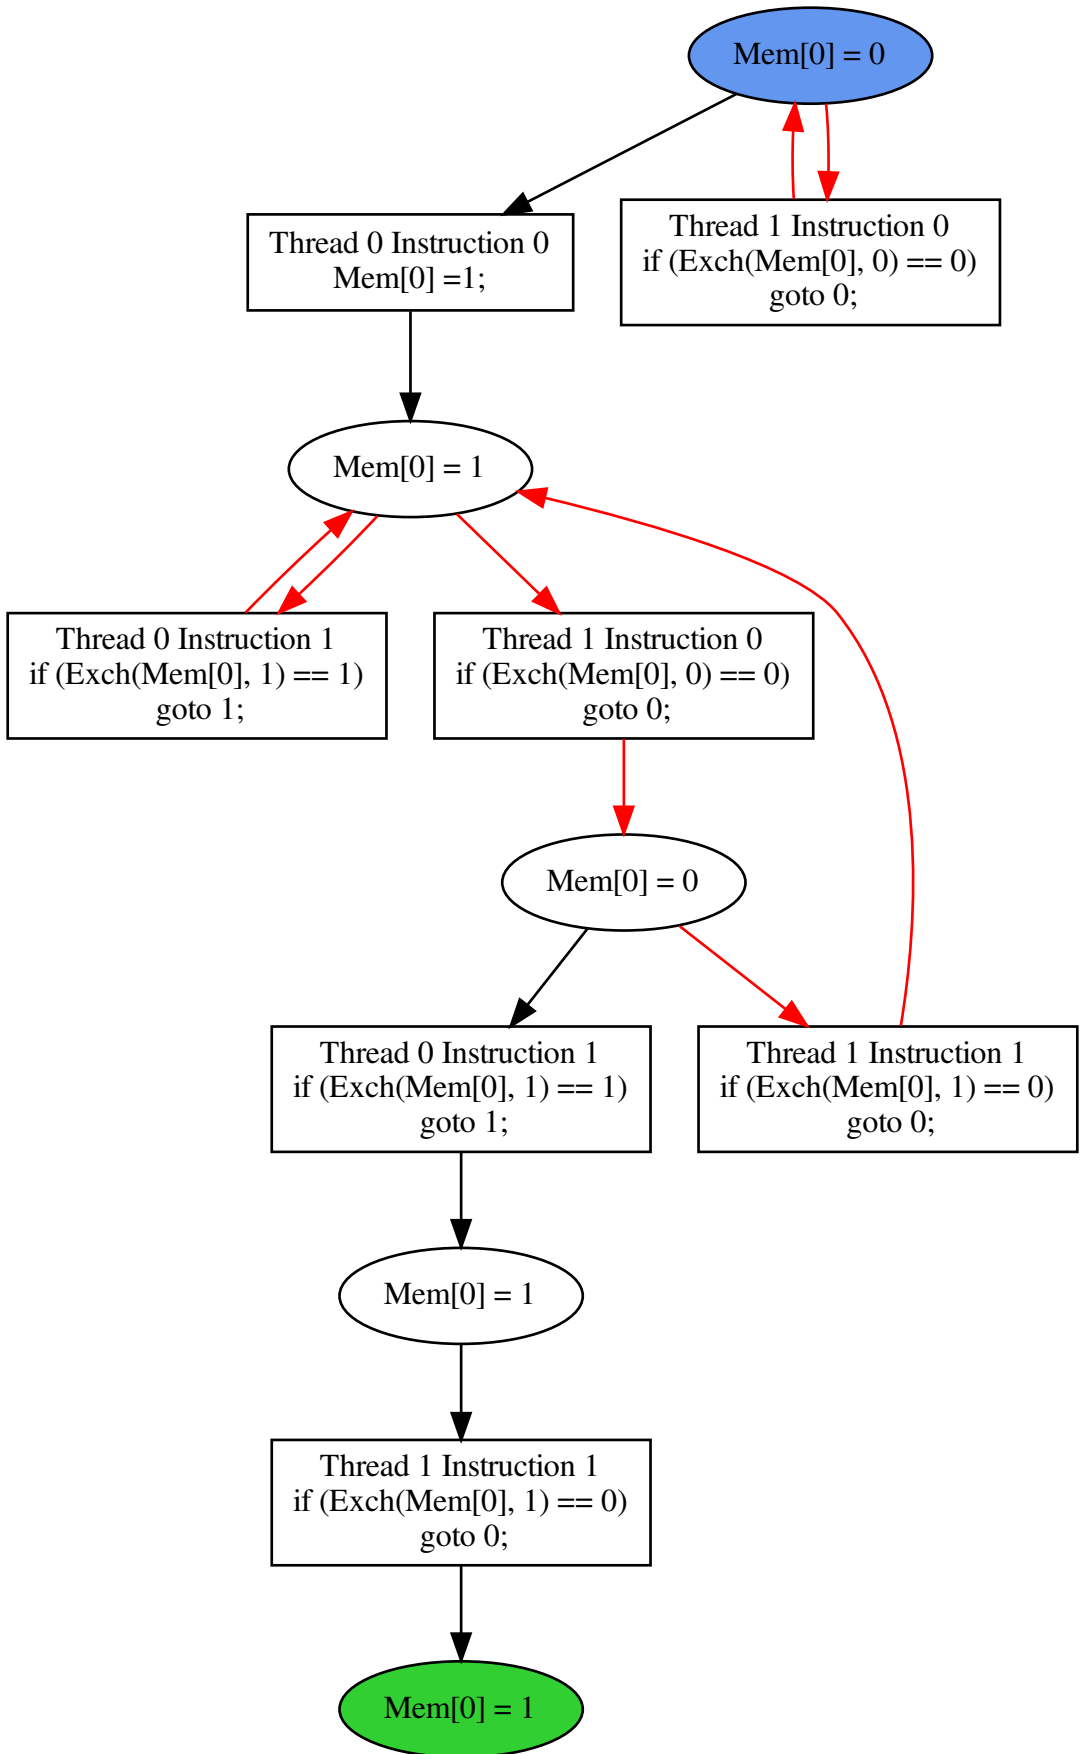 Mem[0] = 0
Thread 0 Instruction 0
Mem[0] =1;
Thread 1 Instruction 0
if (Exch(Mem[0], 0) == 0)
goto 0;
Mem[0] = 1
Thread 0 Instruction 1
if (Exch(Mem[0], 1) == 1)
goto 1;
Thread 1 Instruction 0
if (Exch(Mem[0], 0) == 0)
goto 0;
Mem[0] = 0
Thread 0 Instruction 1
if (Exch(Mem[0], 1) == 1)
goto 1;
Thread 1 Instruction 1
if (Exch(Mem[0], 1) == 0)
goto 0;
Mem[0] = 1
Thread 1 Instruction 1
if (Exch(Mem[0], 1) == 0)
goto 0;
Mem[0] = 1